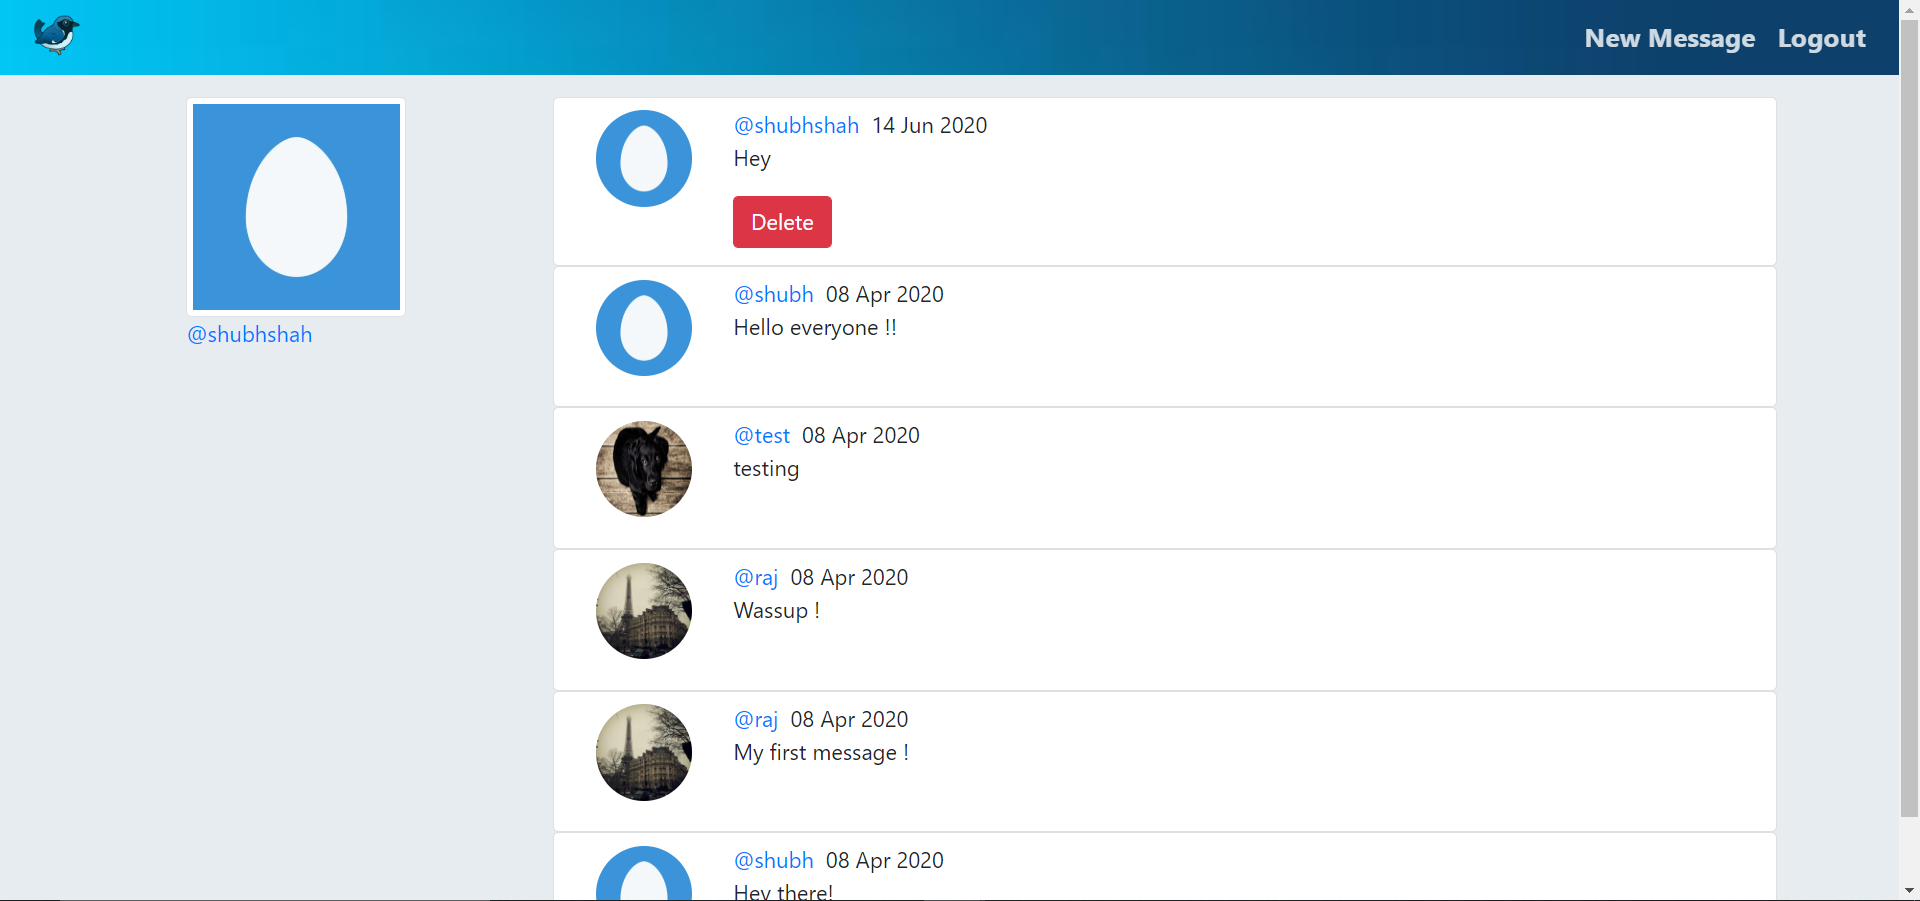 New Message Logout
@shubhshah
@shubhshah 14 Jun 2020
Hey
Delete
@shubh 08 Apr 2020
Hello everyone !!
@test 08 Apr 2020
testing
@raj 08 Apr 2020
Wassup !
@raj 08 Apr 2020
My first message !
@shubh 08 Apr 2020
Hey there!